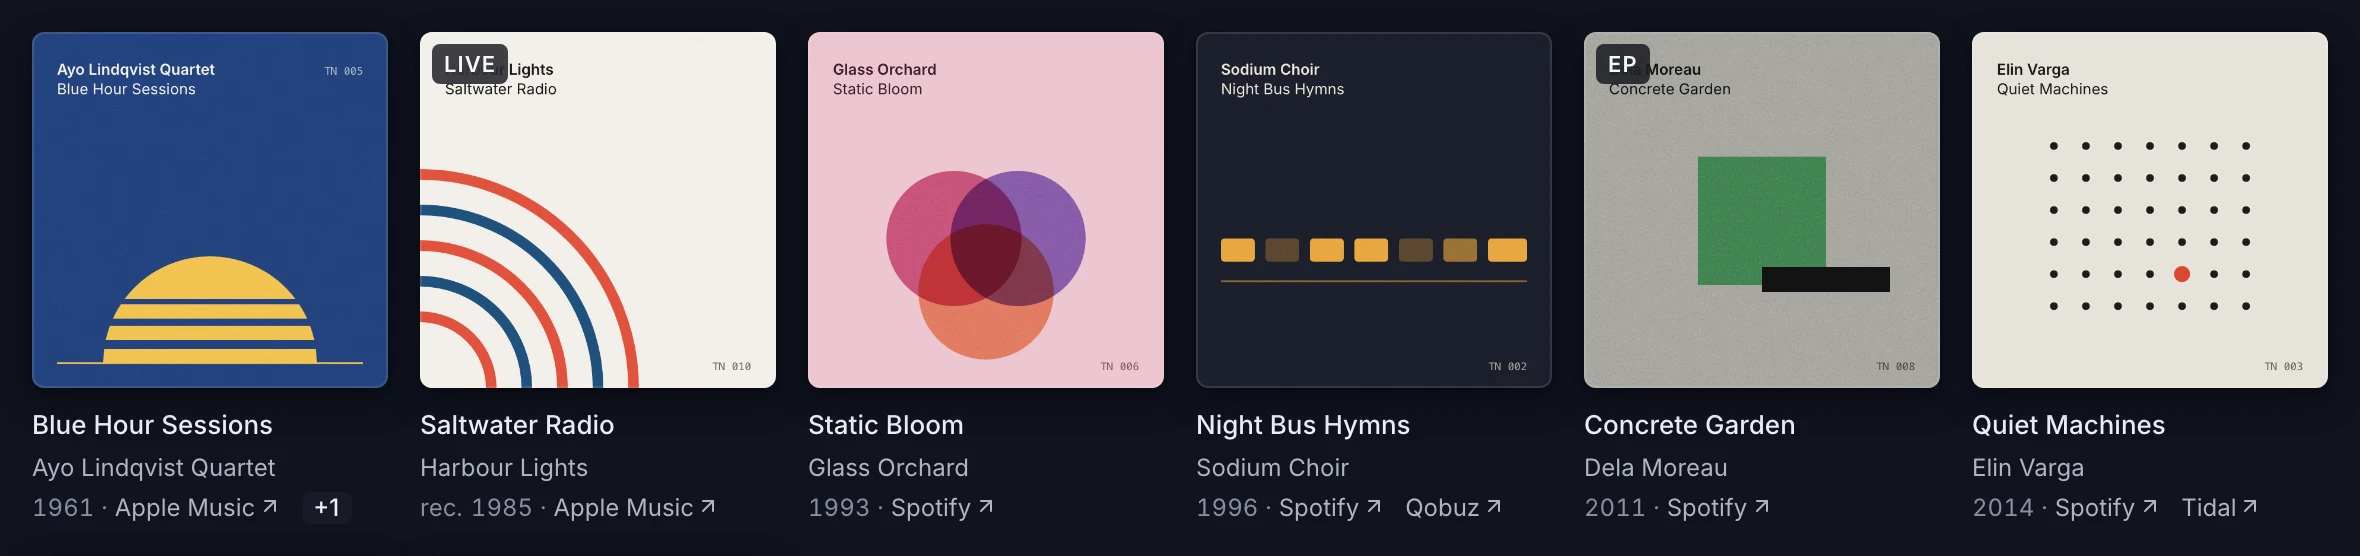 Ayo Lindqvist Quartet
Blue Hour Sessions
TN 005
Blue Hour Sessions
Ayo Lindqvist Quartet
1961 · Apple Music ↗ +1
LIVE
Lights
Saltwater Radio
TN 010
Saltwater Radio
Harbour Lights
rec. 1985 · Apple Music ↗
Glass Orchard
Static Bloom
TN 006
Static Bloom
Glass Orchard
1993 · Spotify ↗
Sodium Choir
Night Bus Hymns
TN 002
Night Bus Hymns
Sodium Choir
1996 · Spotify ↗ Qobuz ↗
EP
Moreau
Concrete Garden
TN 008
Concrete Garden
Dela Moreau
2011 · Spotify ↗
Elin Varga
Quiet Machines
TN 003
Quiet Machines
Elin Varga
2014 · Spotify ↗ Tidal ↗